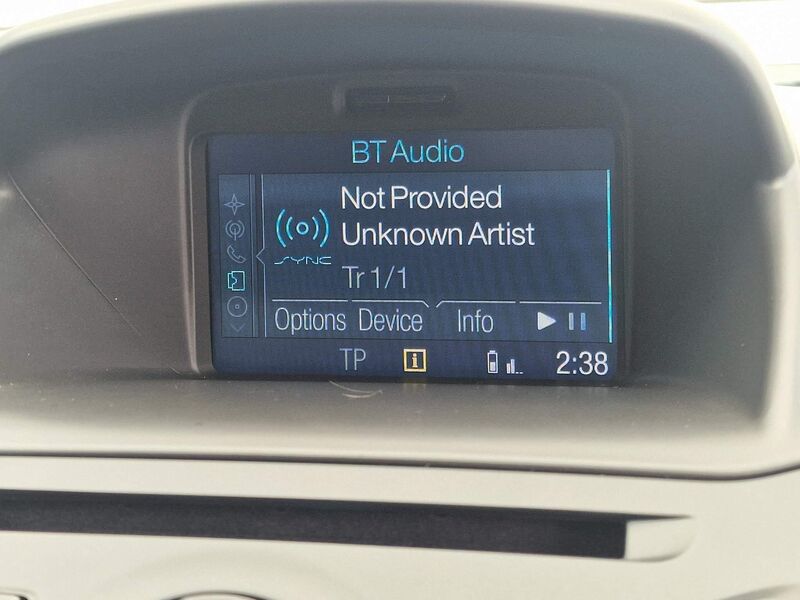 BT Audio
Not Provided
Unknown Artist
SYNC
Tr 1/1
Options Device Info
TP i 2:38